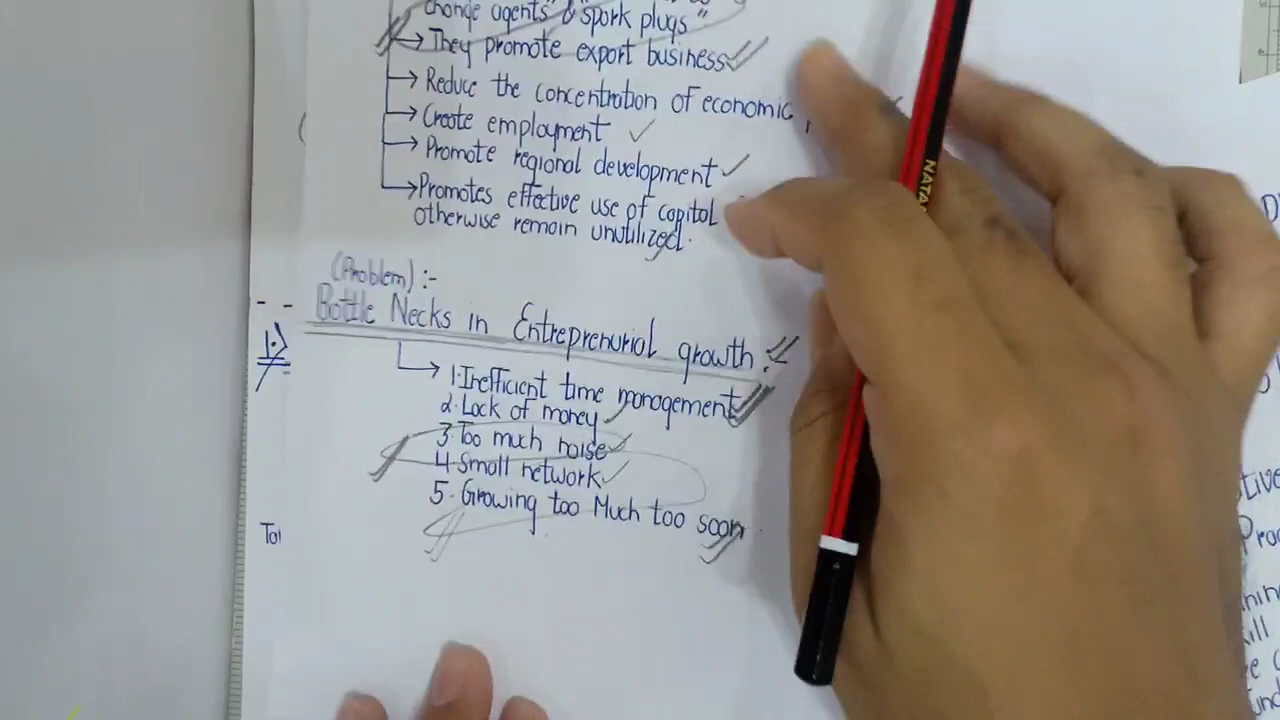 change agents" & spork plugs"
They promote export business
Reduce the concentration of economic
Create employment
Promote regional development
Promotes effective use of capital
otherwise remain unutilized.
(Problem) :-
Bottle Necks in Entreprenurial growth.
1. Inefficient time management
2. Lack of money
3 Too much noise
4. Small network
5. Growing too Much too soon
NATA